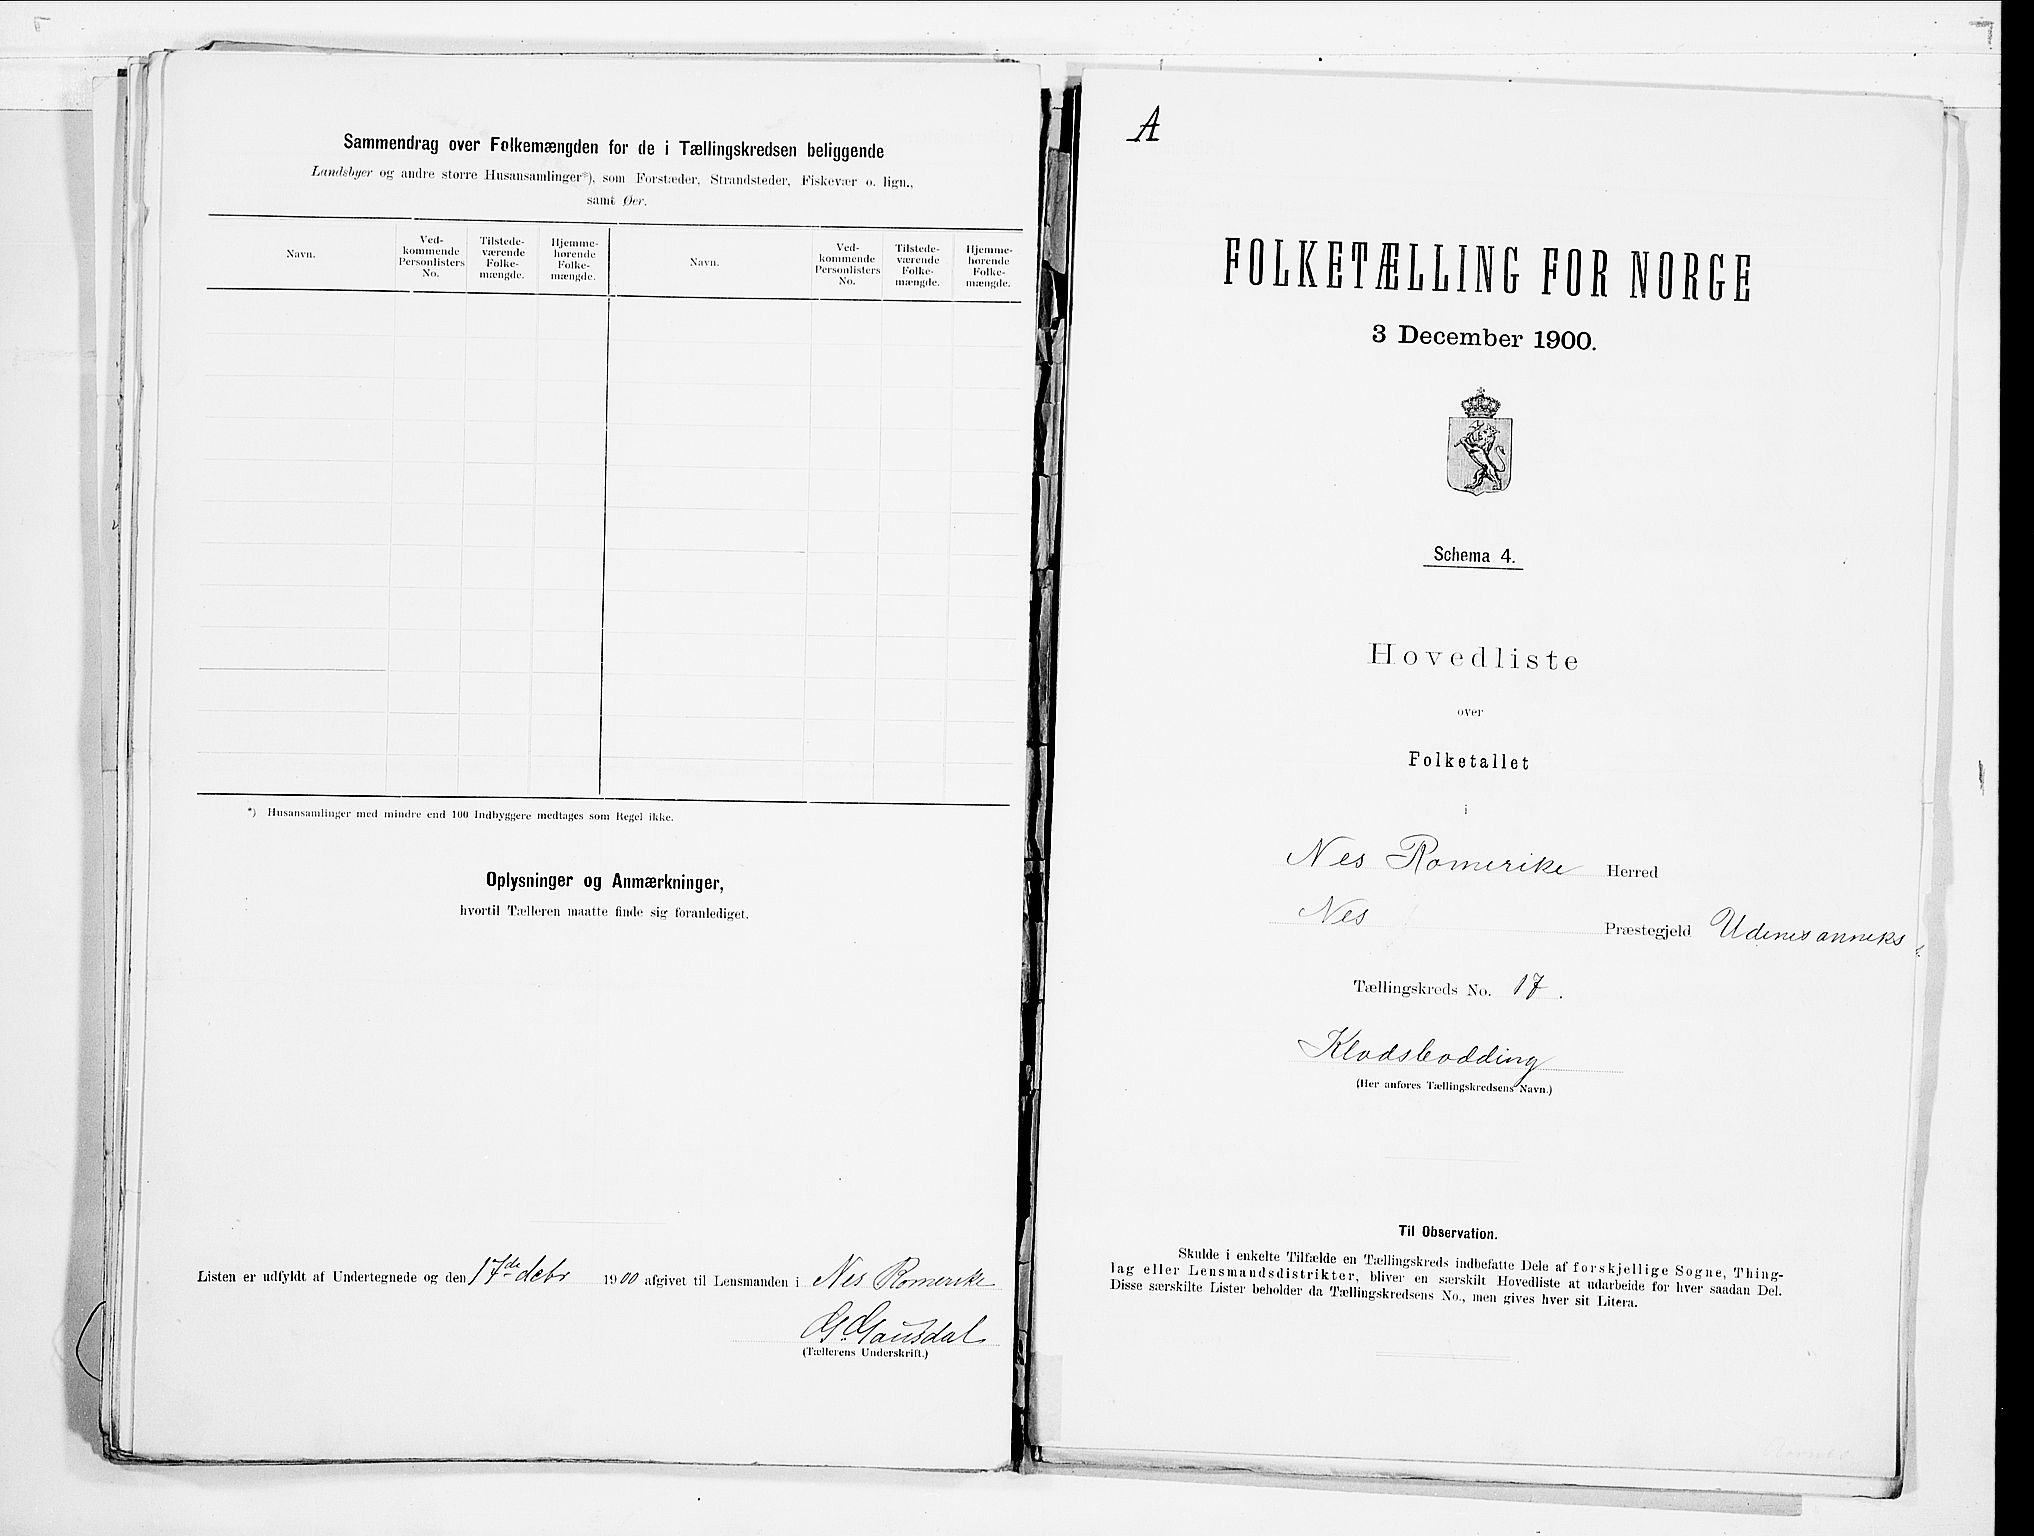 Sammendrag over Folkemængden for de i Tællingskredsen beliggende
Landsbyer og andre større Husansamlinger*), som Forstæder, Strandsteder, Fiskevær o. lign.,
samt Øer.
Navn.
Ved-
kommende
Personlisters
No.
Tilstede-
værende
Folke-
mængde.
Hjemme-
hørende
Folke-
mængde.
Navn.
Ved-
kommende
Personlisters
No.
Tilstede-
værende
Folke-
mængde.
Hjemme-
hørende
Folke-
mængde.
*) Husansamlinger med mindre end 100 Indbyggere medtages som Regel ikke.
Oplysninger og Anmærkninger,
hvortil Tælleren maatte finde sig foranlediget.
Listen er udfyldt af Undertegnede og den 17de debr 1900 afgivet til Lensmanden i Nes Romerike
G. Gausdal
(Tællerens Underskrift.)
A
FOLKETÆLLING FOR NORGE
3 December 1900.
Schema 4.
Hovedliste
over
Folketallet
i
Nes Romerike Herred
Nes Præstegjeld Udenes anneks
Tællingskreds No. 17.
Klodsbodding
(Her anføres Tællingskredsens Navn.)
Til Observation.
Skulde i enkelte Tilfælde en Tællingskreds indbefatte Dele af forskjellige Sogne, Thing-
lag eller Lensmandsdistrikter, bliver en særskilt Hovedliste at udarbeide for hver saadan Del.
Disse særskilte Lister beholder da Tællingskredsens No., men gives hver sit Litera.